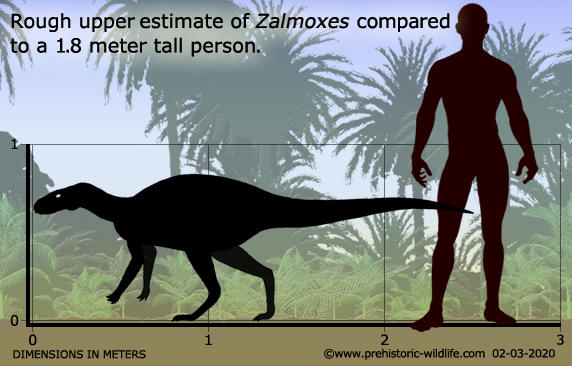 Rough upper estimate of Zalmoxes compared
to a 1.8 meter tall person.
1
0
0 1 2 3
DIMENSIONS IN METERS ©www.prehistoric-wildlife.com 02-03-2020